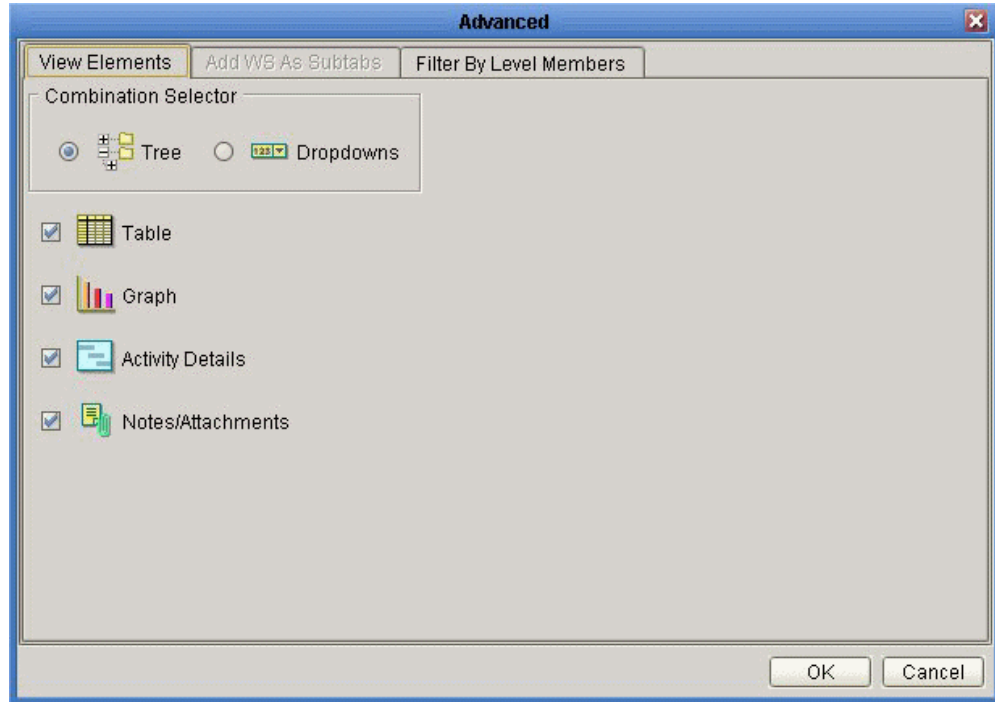 Advanced
View Elements Add WS As Subtabs Filter By Level Members
Combination Selector
Tree 123 Dropdowns
Table
Graph
Activity Details
Notes/Attachments
OK Cancel